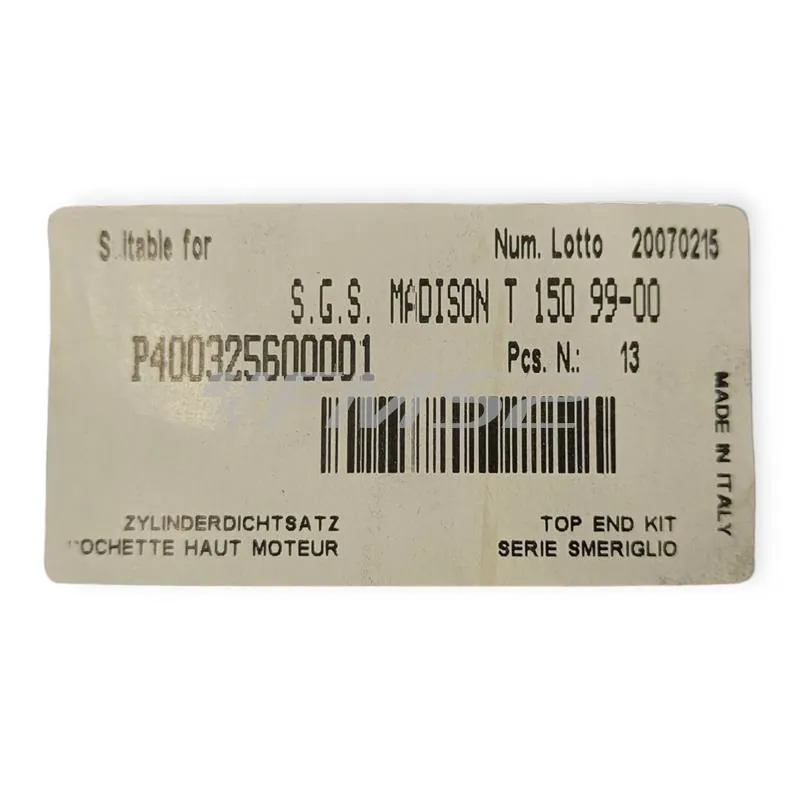 S itable for Num. Lotto 20070215
S.G.S. MADISON T 150 99-00
P400325600001 Pcs. N.: 13
MADE IN ITALY
ZYLINDERDICHTSATZ TOP END KIT
OCHETTE HAUT MOTEUR SERIE SMERIGLIO